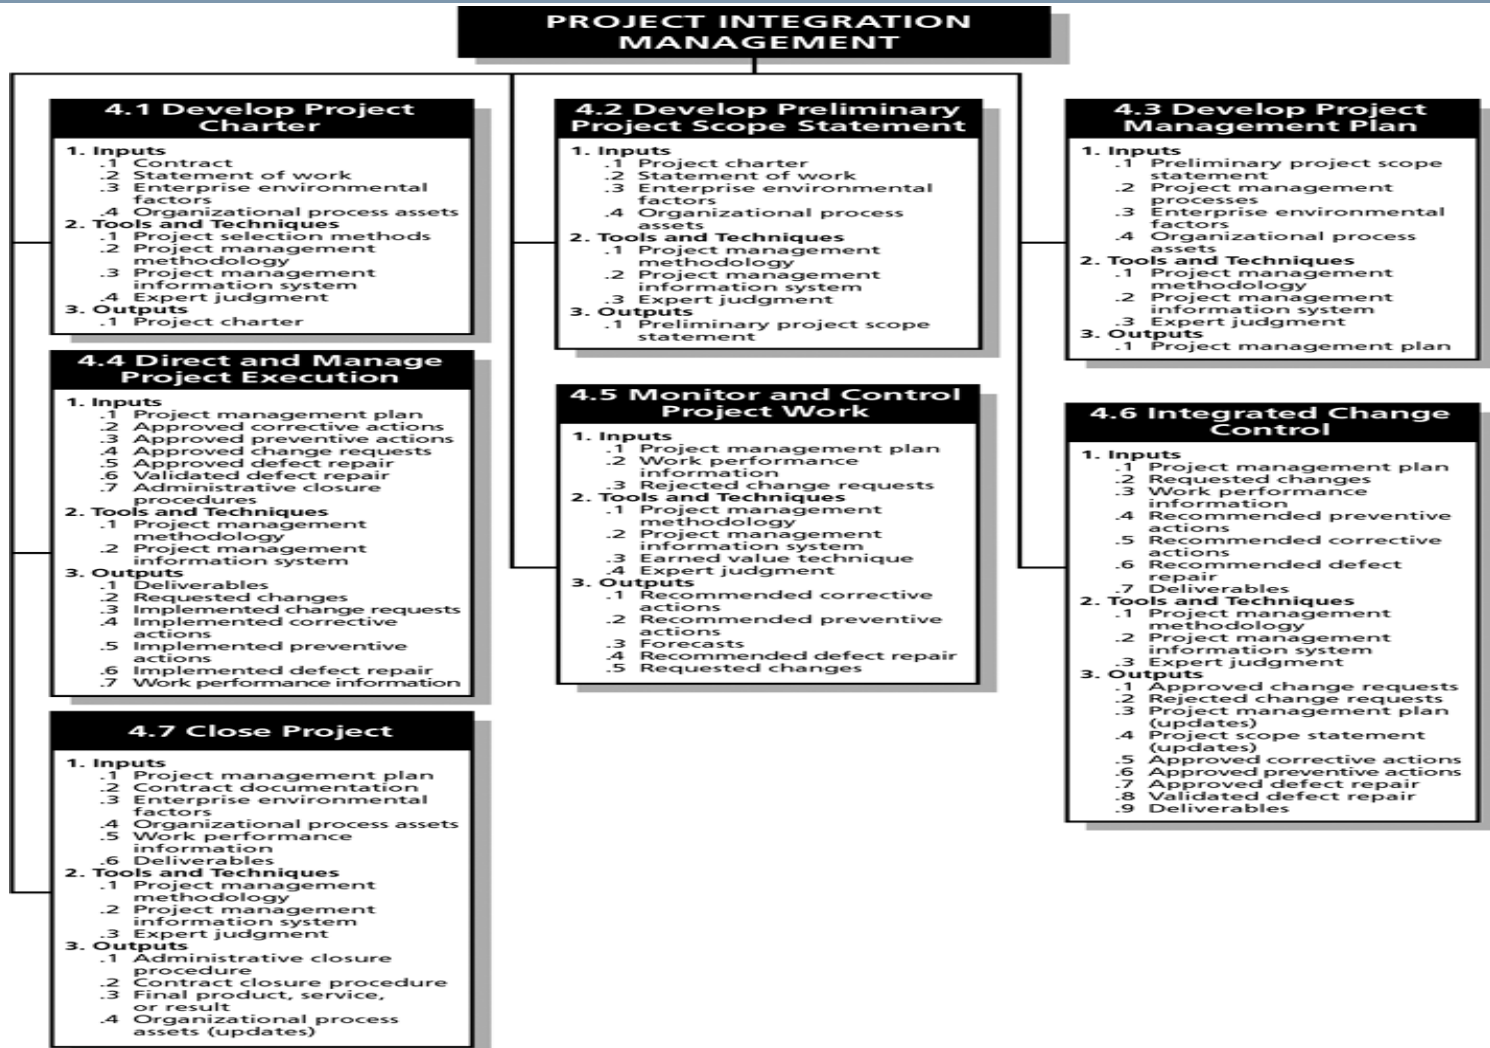 PROJECT INTEGRATION
MANAGEMENT
4.1 Develop Project
Charter
1. Inputs
.1 Contract
.2 Statement of work
.3 Enterprise environmental
factors
.4 Organizational process assets
2. Tools and Techniques
.1 Project selection methods
.2 Project management
methodology
.3 Project management
information system
.4 Expert judgment
3. Outputs
.1 Project charter
4.2 Develop Preliminary
Project Scope Statement
1. Inputs
.1 Project charter
.2 Statement of work
.3 Enterprise environmental
factors
.4 Organizational process
assets
2. Tools and Techniques
.1 Project management
methodology
.2 Project management
information system
.3 Expert judgment
3. Outputs
.1 Preliminary project scope
statement
4.3 Develop Project
Management Plan
1. Inputs
.1 Preliminary project scope
statement
.2 Project management
processes
.3 Enterprise environmental
factors
.4 Organizational process
assets
2. Tools and Techniques
.1 Project management
methodology
.2 Project management
information system
.3 Expert judgment
3. Outputs
.1 Project management plan
4.4 Direct and Manage
Project Execution
1. Inputs
.1 Project management plan
.2 Approved corrective actions
.3 Approved preventive actions
.4 Approved change requests
.5 Approved defect repair
.6 Validated defect repair
.7 Administrative closure
procedures
2. Tools and Techniques
.1 Project management
methodology
.2 Project management
information system
3. Outputs
.1 Deliverables
.2 Requested changes
.3 Implemented change requests
.4 Implemented corrective
actions
.5 Implemented preventive
actions
.6 Implemented defect repair
.7 Work performance information
4.5 Monitor and Control
Project Work
1. Inputs
.1 Project management plan
.2 Work performance
information
.3 Rejected change requests
2. Tools and Techniques
.1 Project management
methodology
.2 Project management
information system
.3 Earned value technique
.4 Expert judgment
3. Outputs
.1 Recommended corrective
actions
.2 Recommended preventive
actions
.3 Forecasts
.4 Recommended defect repair
.5 Requested changes
4.6 Integrated Change
Control
1. Inputs
.1 Project management plan
.2 Requested changes
.3 Work performance
information
.4 Recommended preventive
actions
.5 Recommended corrective
actions
.6 Recommended defect
repair
.7 Deliverables
2. Tools and Techniques
.1 Project management
methodology
.2 Project management
information system
.3 Expert judgment
3. Outputs
.1 Approved change requests
.2 Rejected change requests
.3 Project management plan
(updates)
.4 Project scope statement
(updates)
.5 Approved corrective actions
.6 Approved preventive actions
.7 Approved defect repair
.8 Validated defect repair
.9 Deliverables
4.7 Close Project
1. Inputs
.1 Project management plan
.2 Contract documentation
.3 Enterprise environmental
factors
.4 Organizational process assets
.5 Work performance
information
.6 Deliverables
2. Tools and Techniques
.1 Project management
methodology
.2 Project management
information system
.3 Expert judgment
3. Outputs
.1 Administrative closure
procedure
.2 Contract closure procedure
.3 Final product, service,
or result
.4 Organizational process
assets (updates)